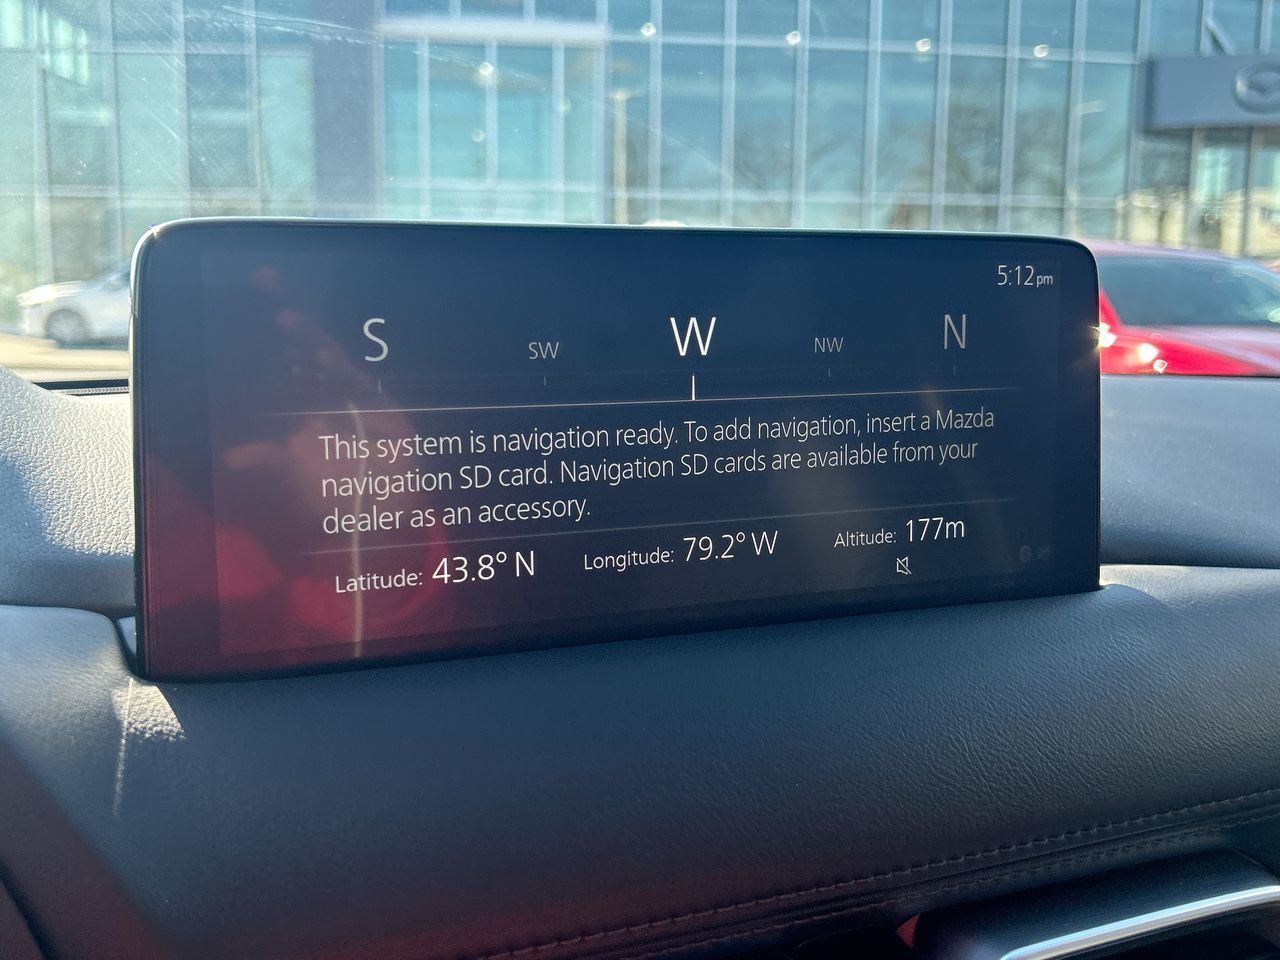 5:12pm
S SW W NW N
This system is navigation ready. To add navigation, insert a Mazda
navigation SD card. Navigation SD cards are available from your
dealer as an accessory.
Latitude: 43.8° N Longitude: 79.2° W Altitude: 177m